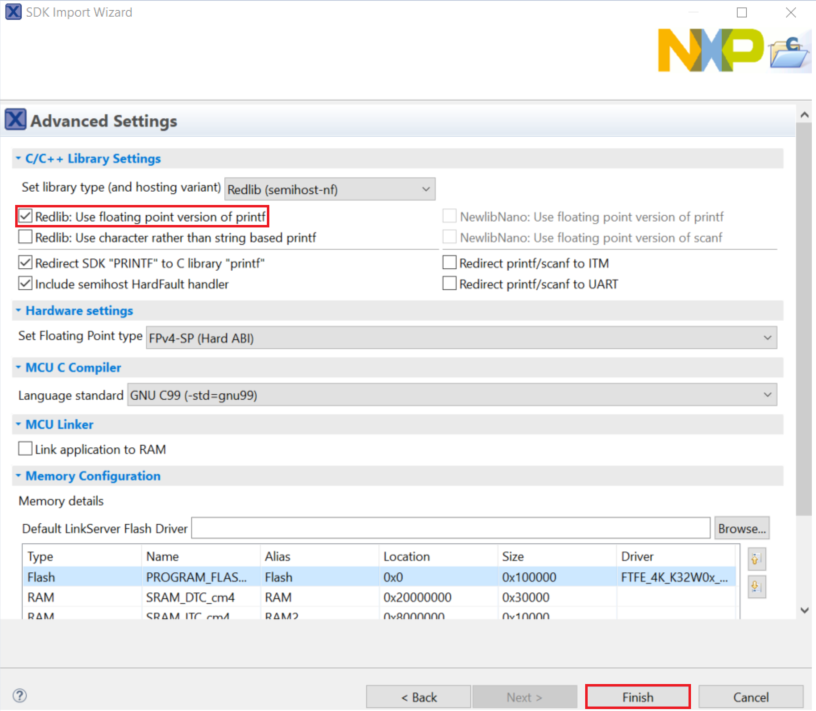 SDK Import Wizard
NXP
Advanced Settings
C/C++ Library Settings
Set library type (and hosting variant) Redlib (semihost-nf)
Redlib: Use floating point version of printf NewlibNano: Use floating point version of printf
Redlib: Use character rather than string based printf NewlibNano: Use floating point version of scanf
Redirect SDK "PRINTF" to C library "printf" Redirect printf/scanf to ITM
Include semihost HardFault handler Redirect printf/scanf to UART
Hardware settings
Set Floating Point type FPv4-SP (Hard ABI)
MCU C Compiler
Language standard GNU C99 (-std=gnu99)
MCU Linker
Link application to RAM
Memory Configuration
Memory details
Default LinkServer Flash Driver Browse...
Type Name Alias Location Size Driver
Flash PROGRAM_FLAS... Flash 0x0 0x100000 FTFE_4K_K32W0x_...
RAM SRAM_DTC_cm4 RAM 0x20000000 0x30000
RAM SRAM_ITC_cm4 RAM2 0x8000000 0x10000
< Back Next > Finish Cancel